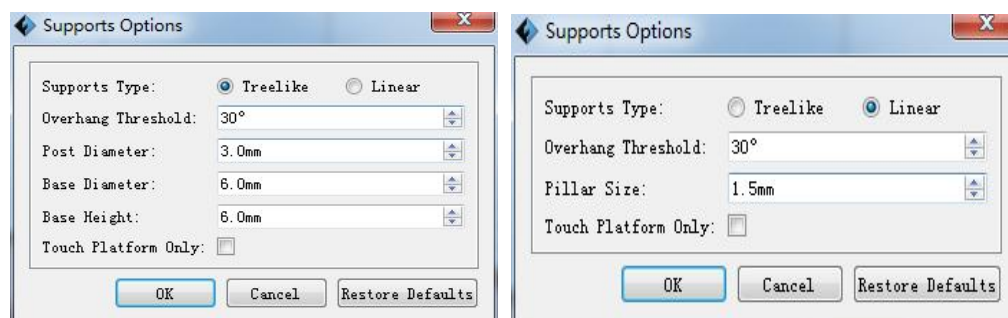 Supports Options
Supports Type: Treelike Linear
Overhang Threshold: 30°
Post Diameter: 3.0mm
Base Diameter: 6.0mm
Base Height: 6.0mm
Touch Platform Only:
OK Cancel Restore Defaults
Supports Options
Supports Type: Treelike Linear
Overhang Threshold: 30°
Pillar Size: 1.5mm
Touch Platform Only:
OK Cancel Restore Defaults